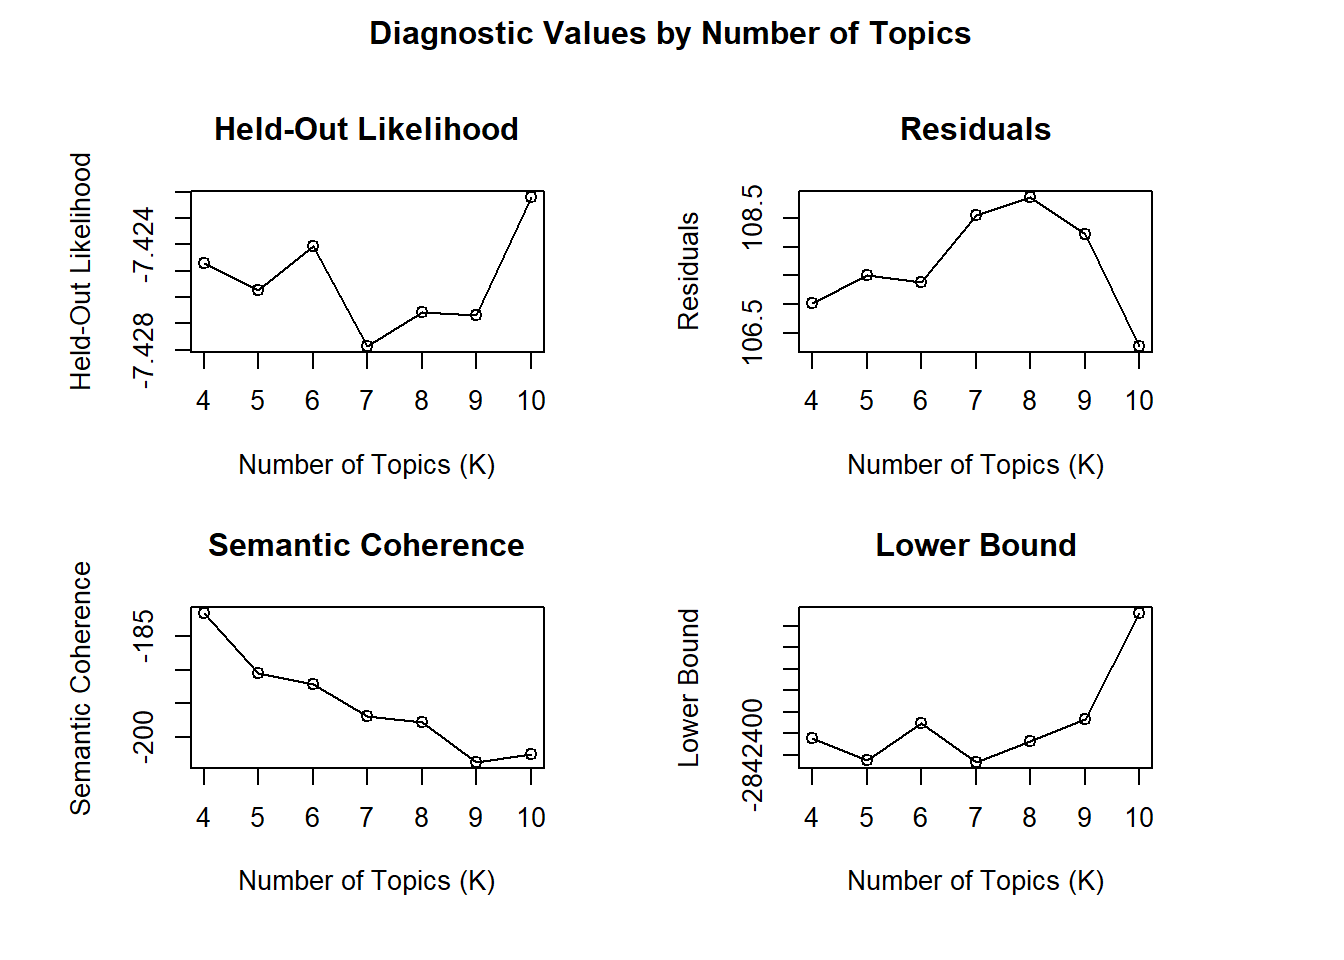 Diagnostic Values by Number of Topics
Held-Out Likelihood
Held-Out Likelihood
-7.424
-7.428
4 5 6 7 8 9 10
Number of Topics (K)
Residuals
Residuals
108.5
106.5
4 5 6 7 8 9 10
Number of Topics (K)
Semantic Coherence
Semantic Coherence
-185
-200
4 5 6 7 8 9 10
Number of Topics (K)
Lower Bound
Lower Bound
-2842400
4 5 6 7 8 9 10
Number of Topics (K)